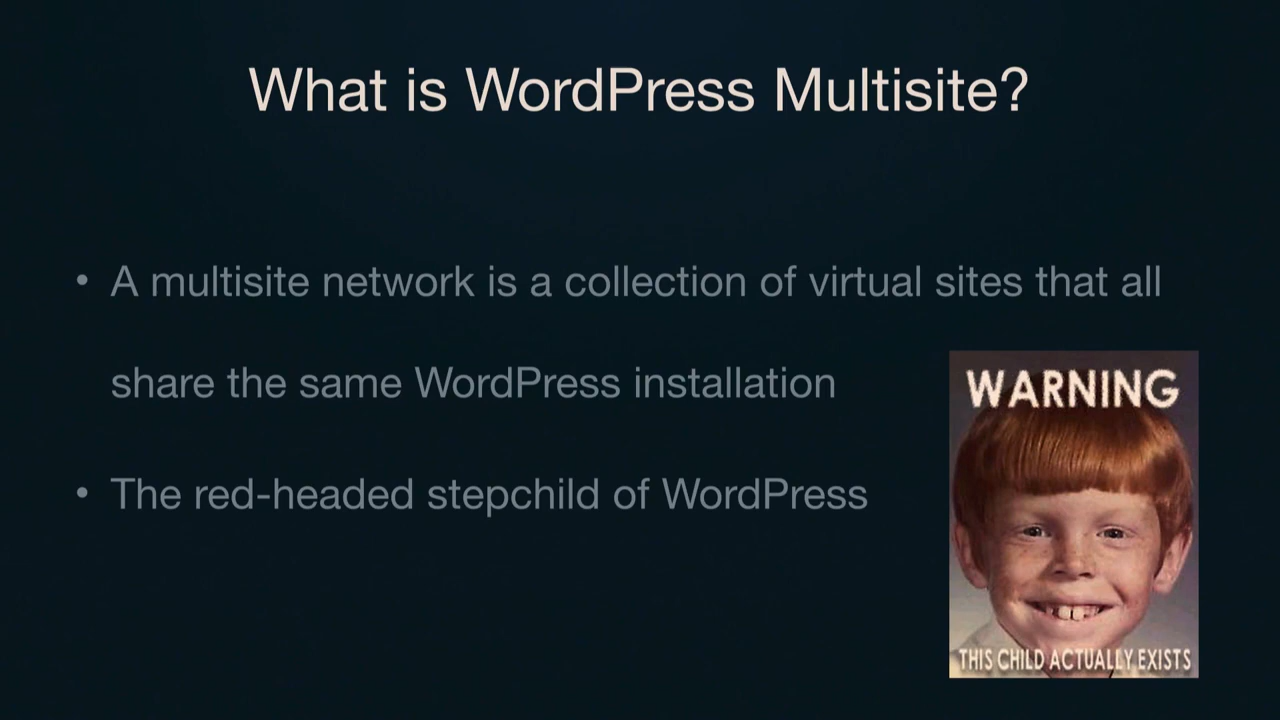 What is WordPress Multisite?
• A multisite network is a collection of virtual sites that all
share the same WordPress installation
• The red-headed stepchild of WordPress
WARNING
THIS CHILD ACTUALLY EXISTS